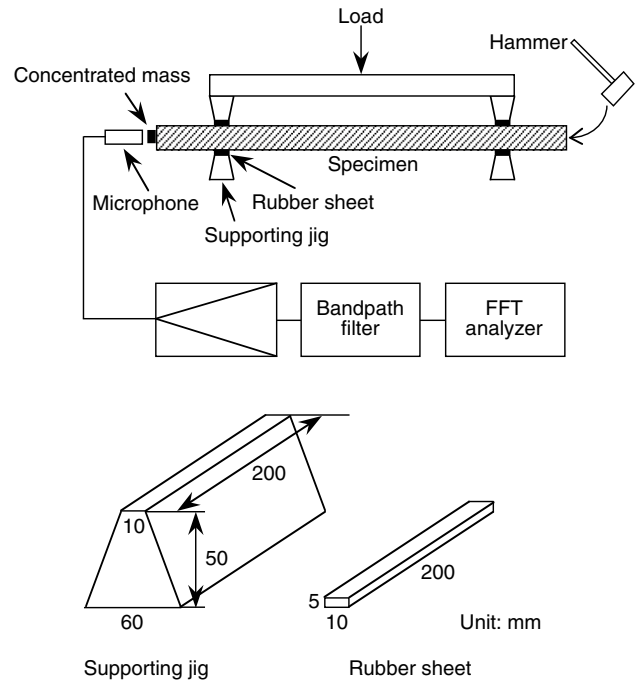 Load
Hammer
Concentrated mass
Specimen
Microphone
Rubber sheet
Supporting jig
Bandpath
filter
FFT
analyzer
200
10
50
60
200
5
10
Unit: mm
Supporting jig
Rubber sheet